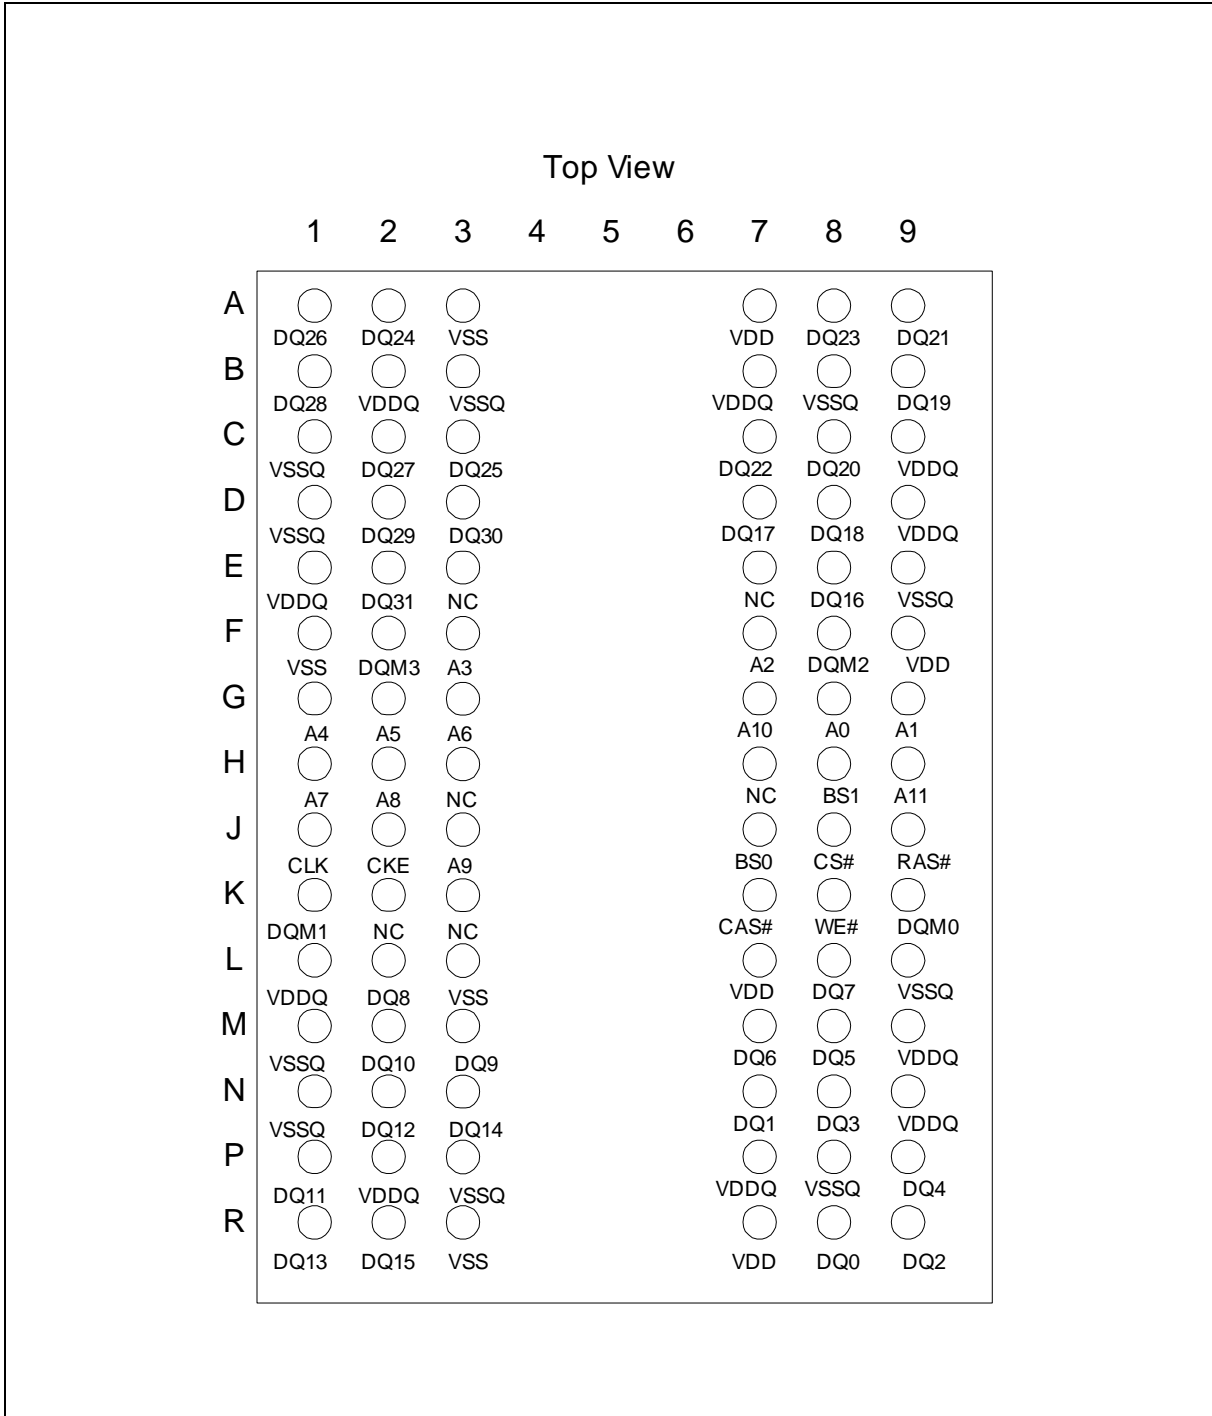 Top View
1 2 3 4 5 6 7 8 9
A
DQ26 DQ24 VSS VDD DQ23 DQ21
B
DQ28 VDDQ VSSQ VDDQ VSSQ DQ19
C
VSSQ DQ27 DQ25 DQ22 DQ20 VDDQ
D
VSSQ DQ29 DQ30 DQ17 DQ18 VDDQ
E
VDDQ DQ31 NC NC DQ16 VSSQ
F
VSS DQM3 A3 A2 DQM2 VDD
G
A4 A5 A6 A10 A0 A1
H
A7 A8 NC NC BS1 A11
J
CLK CKE A9 BS0 CS# RAS#
K
DQM1 NC NC CAS# WE# DQM0
L
VDDQ DQ8 VSS VDD DQ7 VSSQ
M
VSSQ DQ10 DQ9 DQ6 DQ5 VDDQ
N
VSSQ DQ12 DQ14 DQ1 DQ3 VDDQ
P
DQ11 VDDQ VSSQ VDDQ VSSQ DQ4
R
DQ13 DQ15 VSS VDD DQ0 DQ2